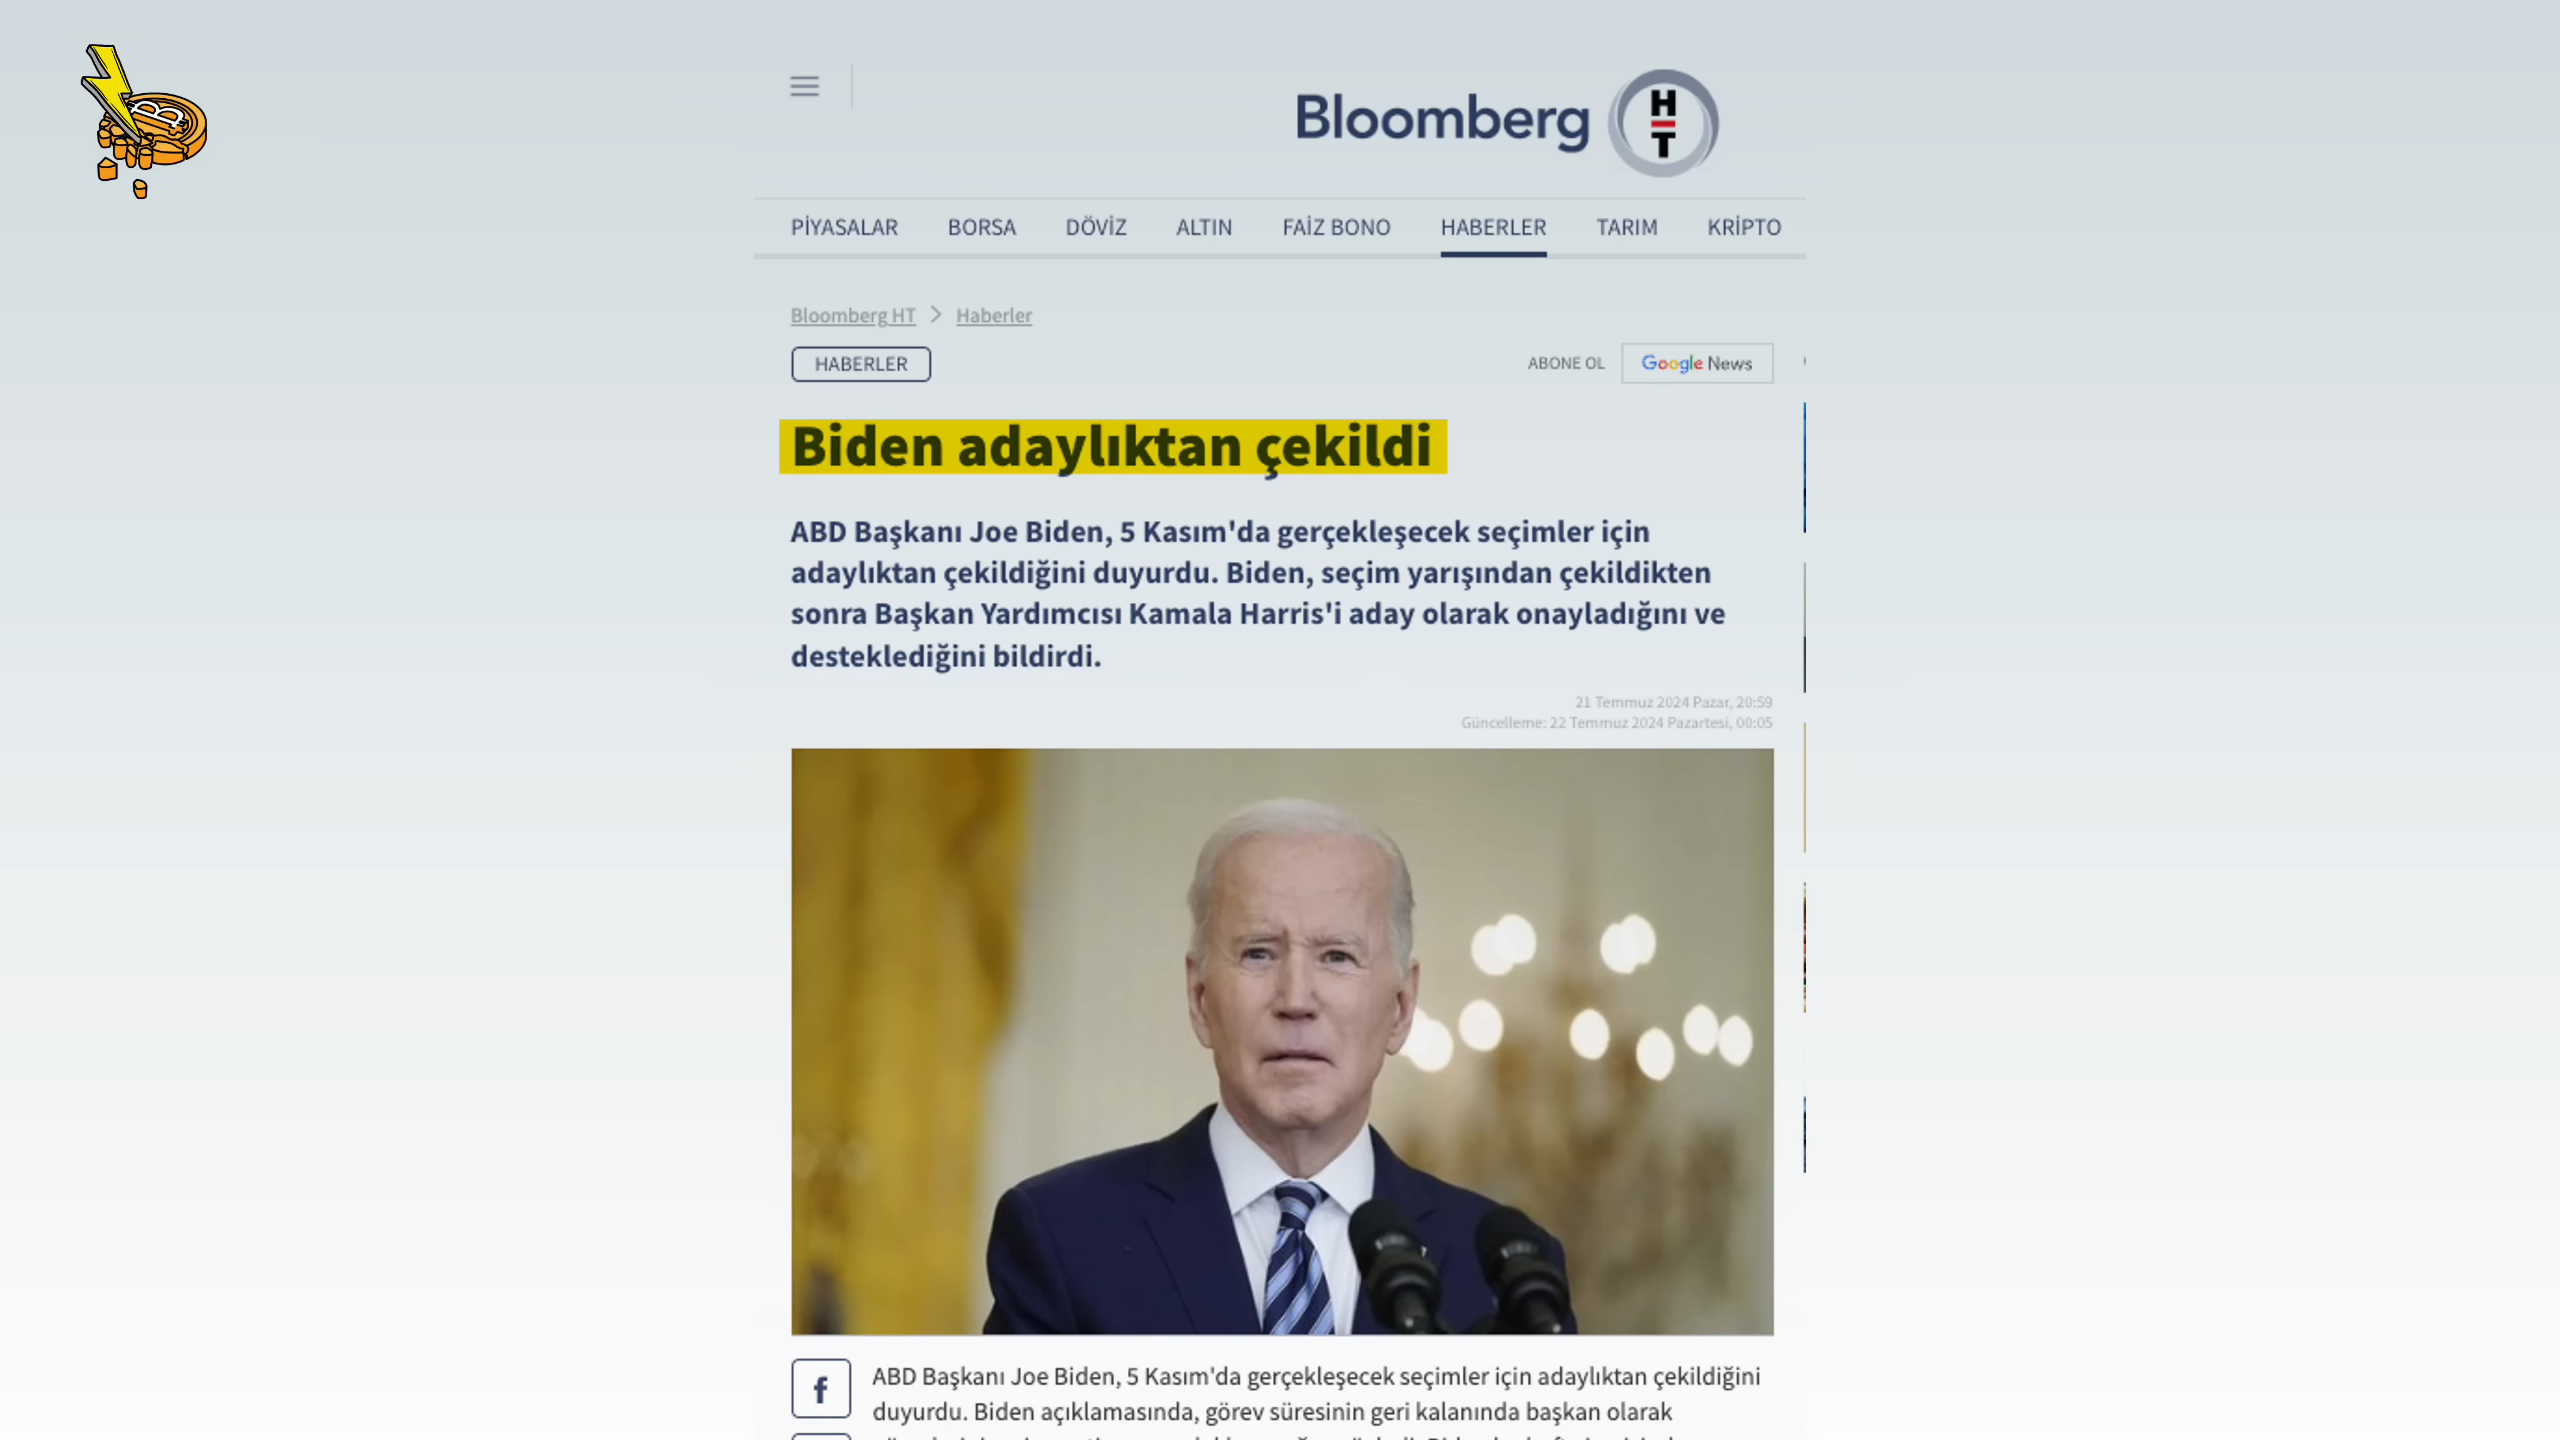 Bloomberg HT
PİYASALAR BORSA DÖVİZ ALTIN FAİZ BONO HABERLER TARIM KRİPTO
Bloomberg HT > Haberler
HABERLER
ABONE OL Google News
Biden adaylıktan çekildi
ABD Başkanı Joe Biden, 5 Kasım'da gerçekleşecek seçimler için
adaylıktan çekildiğini duyurdu. Biden, seçim yarışından çekildikten
sonra Başkan Yardımcısı Kamala Harris'i aday olarak onayladığını ve
desteklediğini bildirdi.
21 Temmuz 2024 Pazar, 20:59
Güncelleme: 22 Temmuz 2024 Pazartesi, 00:05
ABD Başkanı Joe Biden, 5 Kasım'da gerçekleşecek seçimler için adaylıktan çekildiğini
duyurdu. Biden açıklamasında, görev süresinin geri kalanında başkan olarak